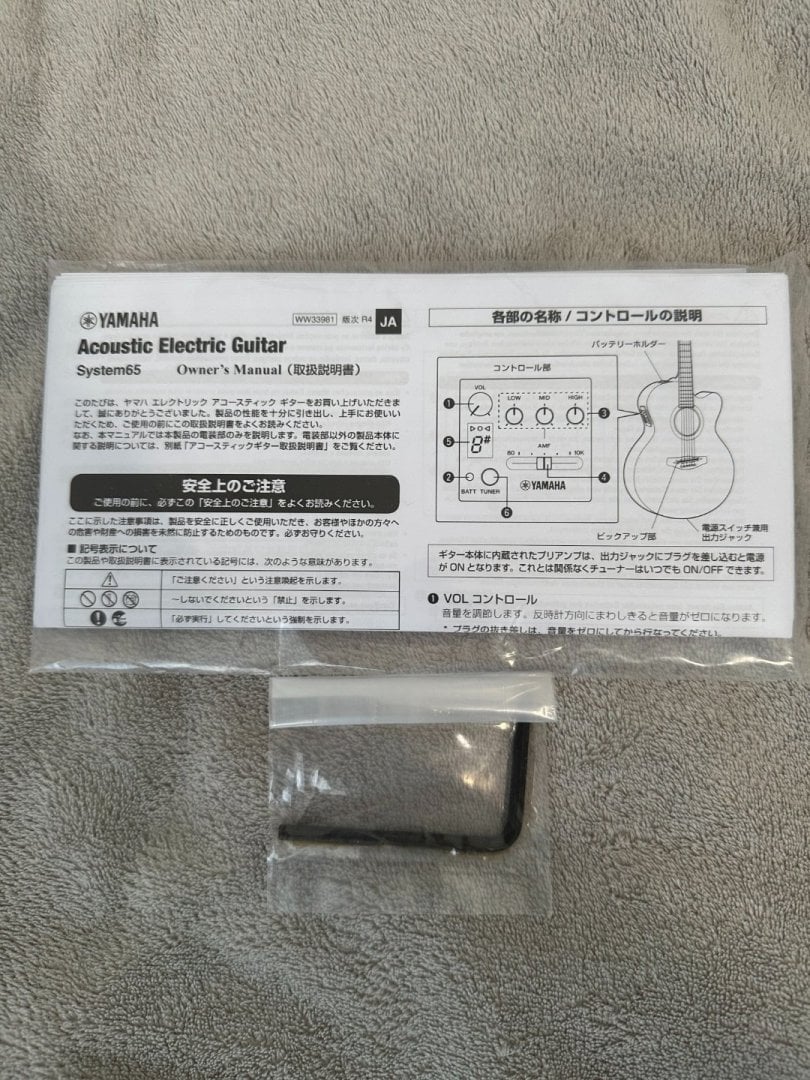 YAMAHA
WW33981 版次 R4 JA
Acoustic Electric Guitar
System65 Owner's Manual（取扱説明書）
このたびは、ヤマハ エレクトリック アコースティック ギターをお買い上げいただきま
して、誠にありがとうございました。製品の性能を十分に引き出し、上手にお使いい
ただくため、ご使用の前にこの取扱説明書をよくお読みください。
なお、本マニュアルでは本製品の電装部のみを説明します。電装部以外の製品本体に
関する説明については、別紙「アコースティックギター取扱説明書」をご覧ください。
安全上のご注意
ご使用の前に、必ずこの「安全上のご注意」をよくお読みください。
ここに示した注意事項は、製品を安全に正しくご使用いただき、お客様やほかの方々へ
の危害や財産への損害を未然に防止するためのものです。必ずお守りください。
■ 記号表示について
この製品や取扱説明書に表示されている記号には、次のような意味があります。
「ご注意ください」という注意喚起を示します。
〜しないでくださいという「禁止」を示します。
「必ず実行」してくださいという強制を示します。
各部の名称 / コントロールの説明
バッテリーホルダー
コントロール部
VOL
LOW MID HIGH
❶
❸
❺
8#
AMF
80 10K
❷
❹
YAMAHA
BATT TUNER
❻
ピックアップ部
電源スイッチ兼用
出力ジャック
ギター本体に内蔵されたプリアンプは、出力ジャックにプラグを差し込むと電源
が ON となります。これとは関係なくチューナーはいつでも ON/OFF できます。
❶ VOL コントロール
音量を調節します。反時計方向にまわしきると音量がゼロになります。
* プラグの抜き差しは、音量をゼロにしてから行なってください。